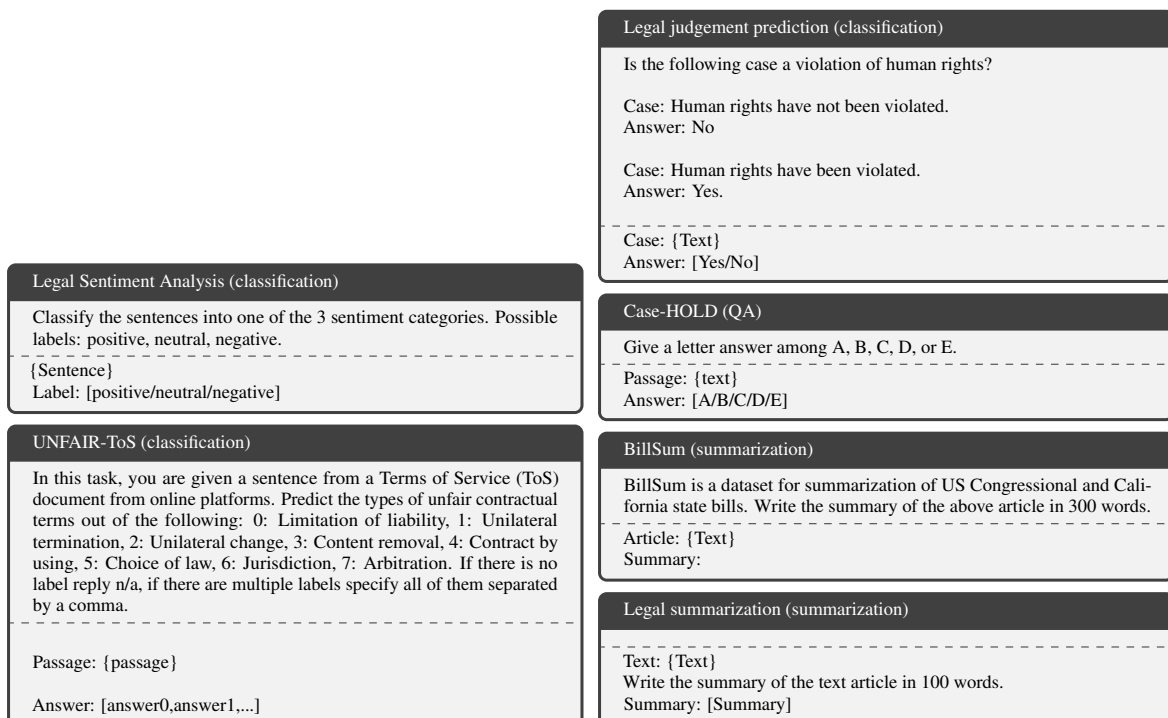 Legal Sentiment Analysis (classification)
Classify the sentences into one of the 3 sentiment categories. Possible
labels: positive, neutral, negative.
{Sentence}
Label: [positive/neutral/negative]
UNFAIR-ToS (classification)
In this task, you are given a sentence from a Terms of Service (ToS)
document from online platforms. Predict the types of unfair contractual
terms out of the following: 0: Limitation of liability, 1: Unilateral
termination, 2: Unilateral change, 3: Content removal, 4: Contract by
using, 5: Choice of law, 6: Jurisdiction, 7: Arbitration. If there is no
label reply n/a, if there are multiple labels specify all of them separated
by a comma.
Passage: {passage}
Answer: [answer0,answer1,...]
Legal judgement prediction (classification)
Is the following case a violation of human rights?
Case: Human rights have not been violated.
Answer: No
Case: Human rights have been violated.
Answer: Yes.
Case: {Text}
Answer: [Yes/No]
Case-HOLD (QA)
Give a letter answer among A, B, C, D, or E.
Passage: {text}
Answer: [A/B/C/D/E]
BillSum (summarization)
BillSum is a dataset for summarization of US Congressional and Cali-
fornia state bills. Write the summary of the above article in 300 words.
Article: {Text}
Summary:
Legal summarization (summarization)
Text: {Text}
Write the summary of the text article in 100 words.
Summary: [Summary]